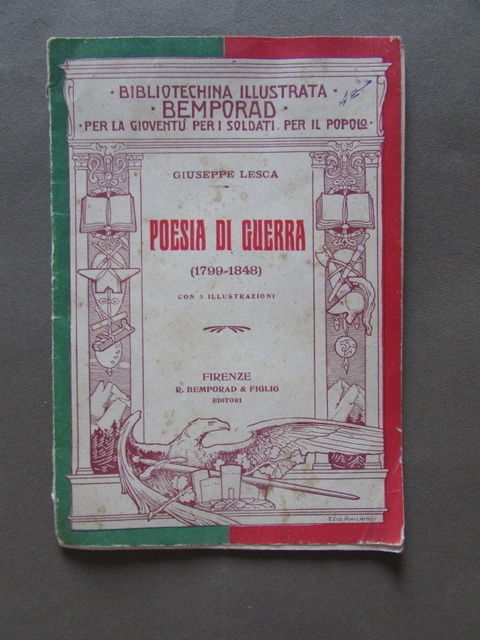 · BIBLIOTECHINA ILLUSTRATA ·
· BEMPORAD ·
· PER LA GIOVENTÙ · PER I SOLDATI · PER IL POPOLO ·
GIUSEPPE LESCA
POESIA DI GUERRA
(1799-1848)
CON 3 ILLUSTRAZIONI
FIRENZE
R. BEMPORAD & FIGLIO
EDITORI